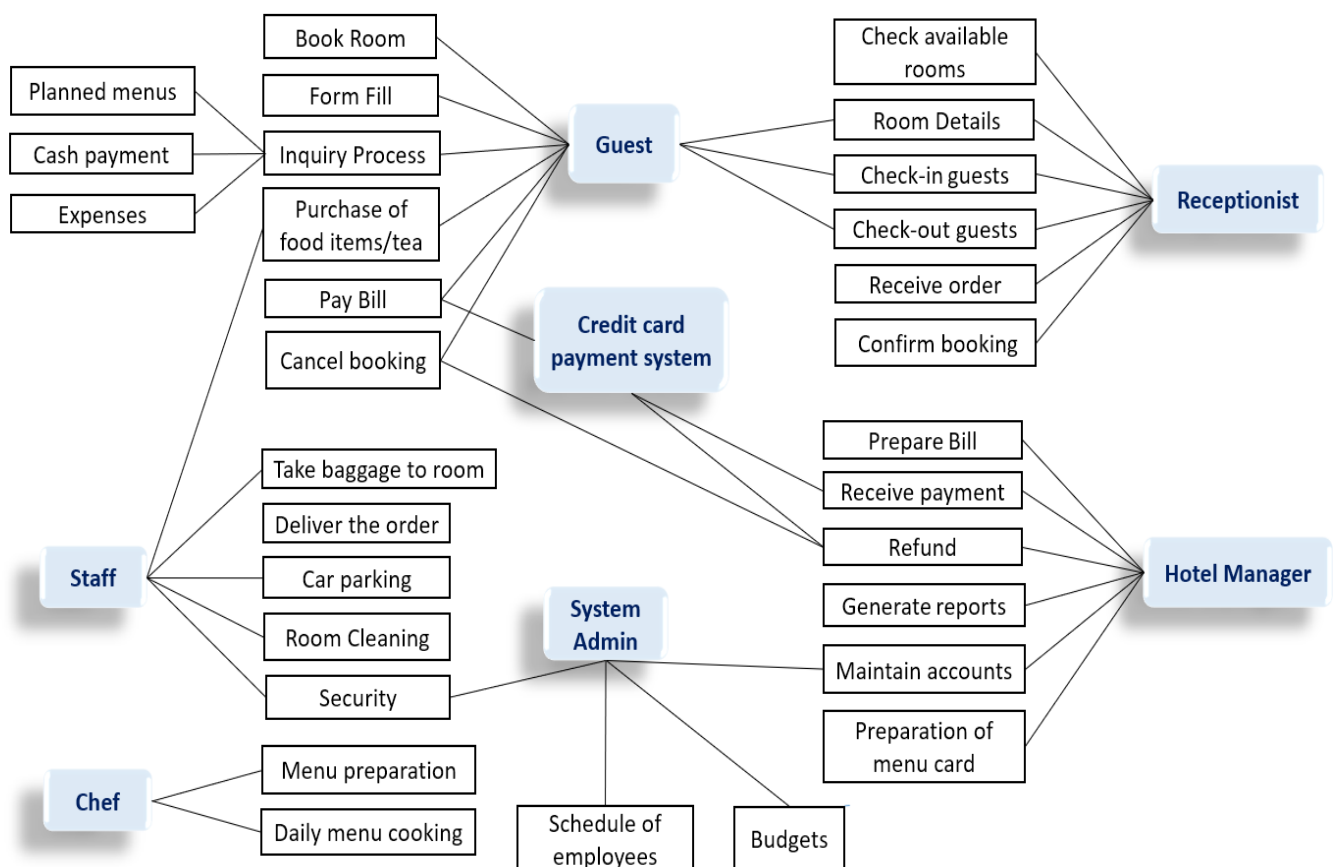 Book Room
Form Fill
Planned menus
Cash payment
Expenses
Inquiry Process
Purchase of
food items/tea
Pay Bill
Cancel booking
Guest
Credit card
payment system
Check available
rooms
Room Details
Check-in guests
Check-out guests
Receive order
Confirm booking
Receptionist
Take baggage to room
Deliver the order
Car parking
Room Cleaning
Security
Staff
System
Admin
Prepare Bill
Receive payment
Refund
Generate reports
Maintain accounts
Preparation of
menu card
Hotel Manager
Chef
Menu preparation
Daily menu cooking
Schedule of
employees
Budgets